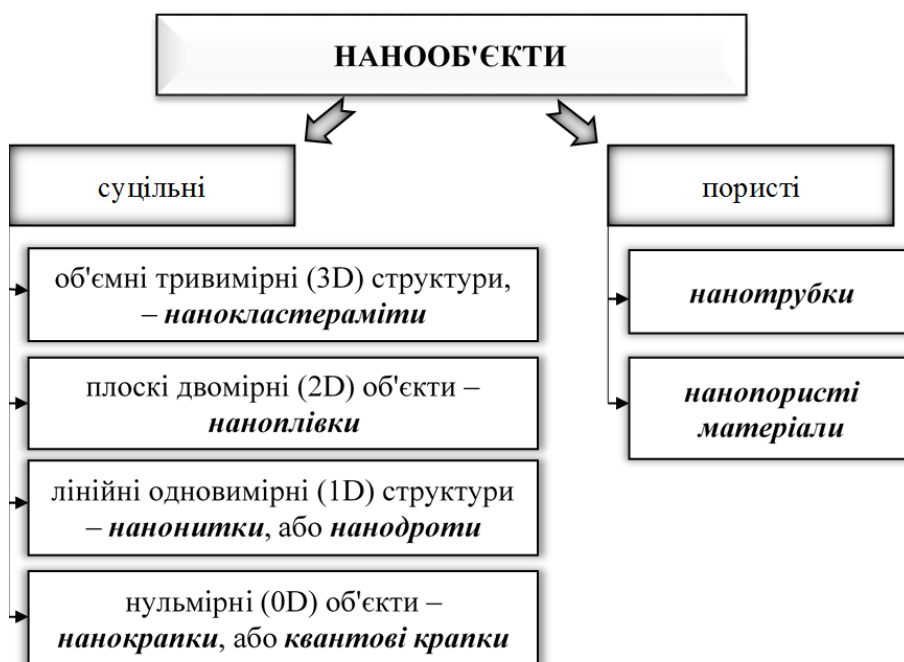 НАНООБ'ЄКТИ
суцільні
об'ємні тривимірні (3D) структури,
– нанокластераміти
плоскі двомірні (2D) об'єкти –
наноплівки
лінійні одновимірні (1D) структури
– нанонитки, або нанодроти
нульмірні (0D) об'єкти –
нанокрапки, або квантові крапки
пористі
нанотрубки
нанопористі
матеріали